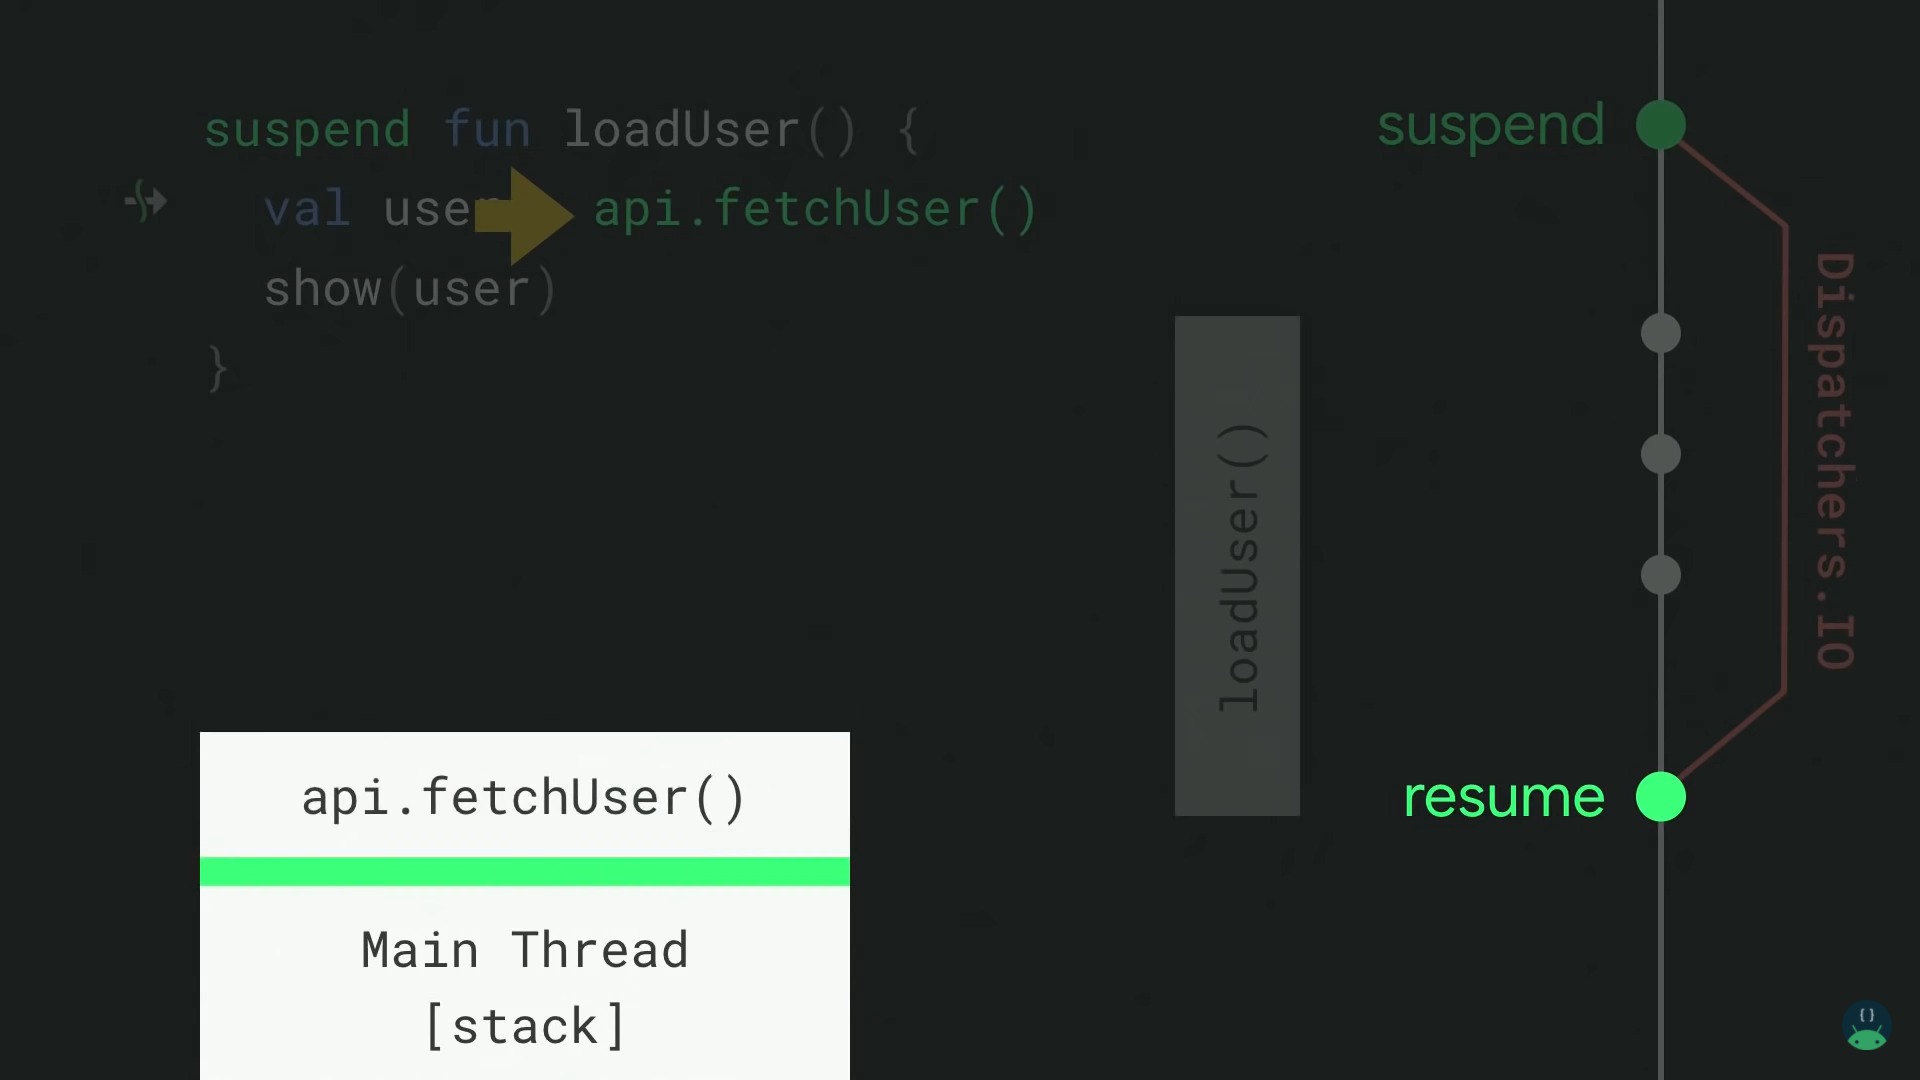 suspend fun loadUser() {
val user api.fetchUser()
show(user)
}
suspend
Dispatchers.IO
loadUser()
resume
api.fetchUser()
Main Thread
[stack]
{}